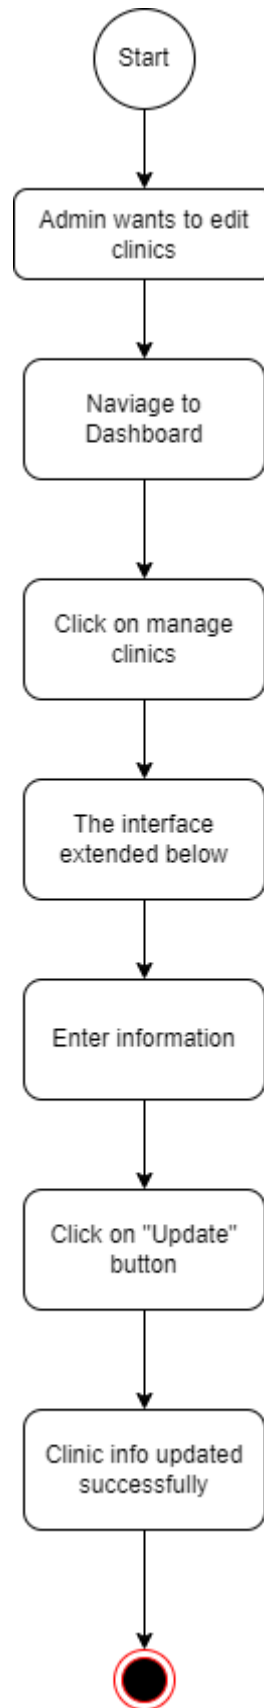 Start
Admin wants to edit
clinics
Naviage to
Dashboard
Click on manage
clinics
The interface
extended below
Enter information
Click on "Update"
button
Clinic info updated
successfully